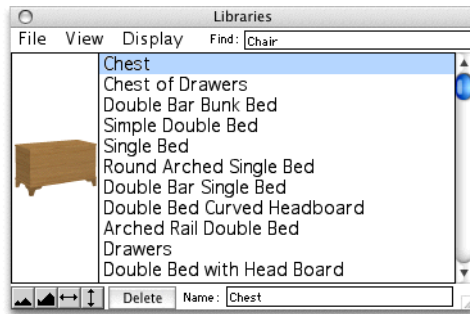 Libraries
File View Display Find: Chair
Chest
Chest of Drawers
Double Bar Bunk Bed
Simple Double Bed
Single Bed
Round Arched Single Bed
Double Bar Single Bed
Double Bed Curved Headboard
Arched Rail Double Bed
Drawers
Double Bed with Head Board
Delete Name: Chest